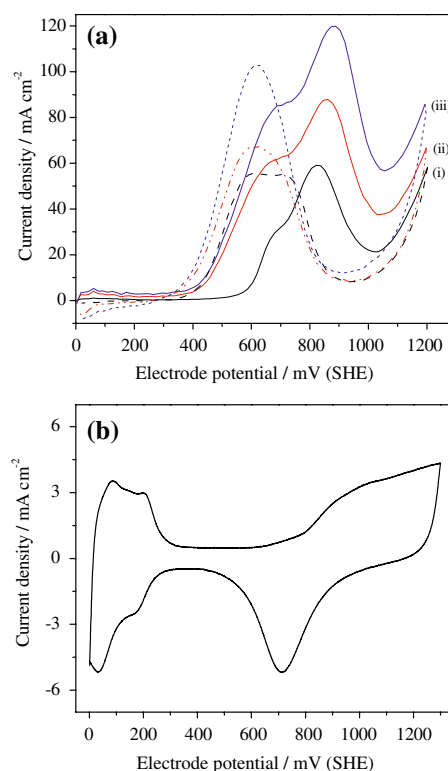 (a)
120
100
80
60
40
20
0
Current density / mA cm⁻²
(iii)
(ii)
(i)
0 200 400 600 800 1000 1200
Electrode potential / mV (SHE)
(b)
6
3
0
-3
-6
Current density / mA cm⁻²
0 200 400 600 800 1000 1200
Electrode potential / mV (SHE)